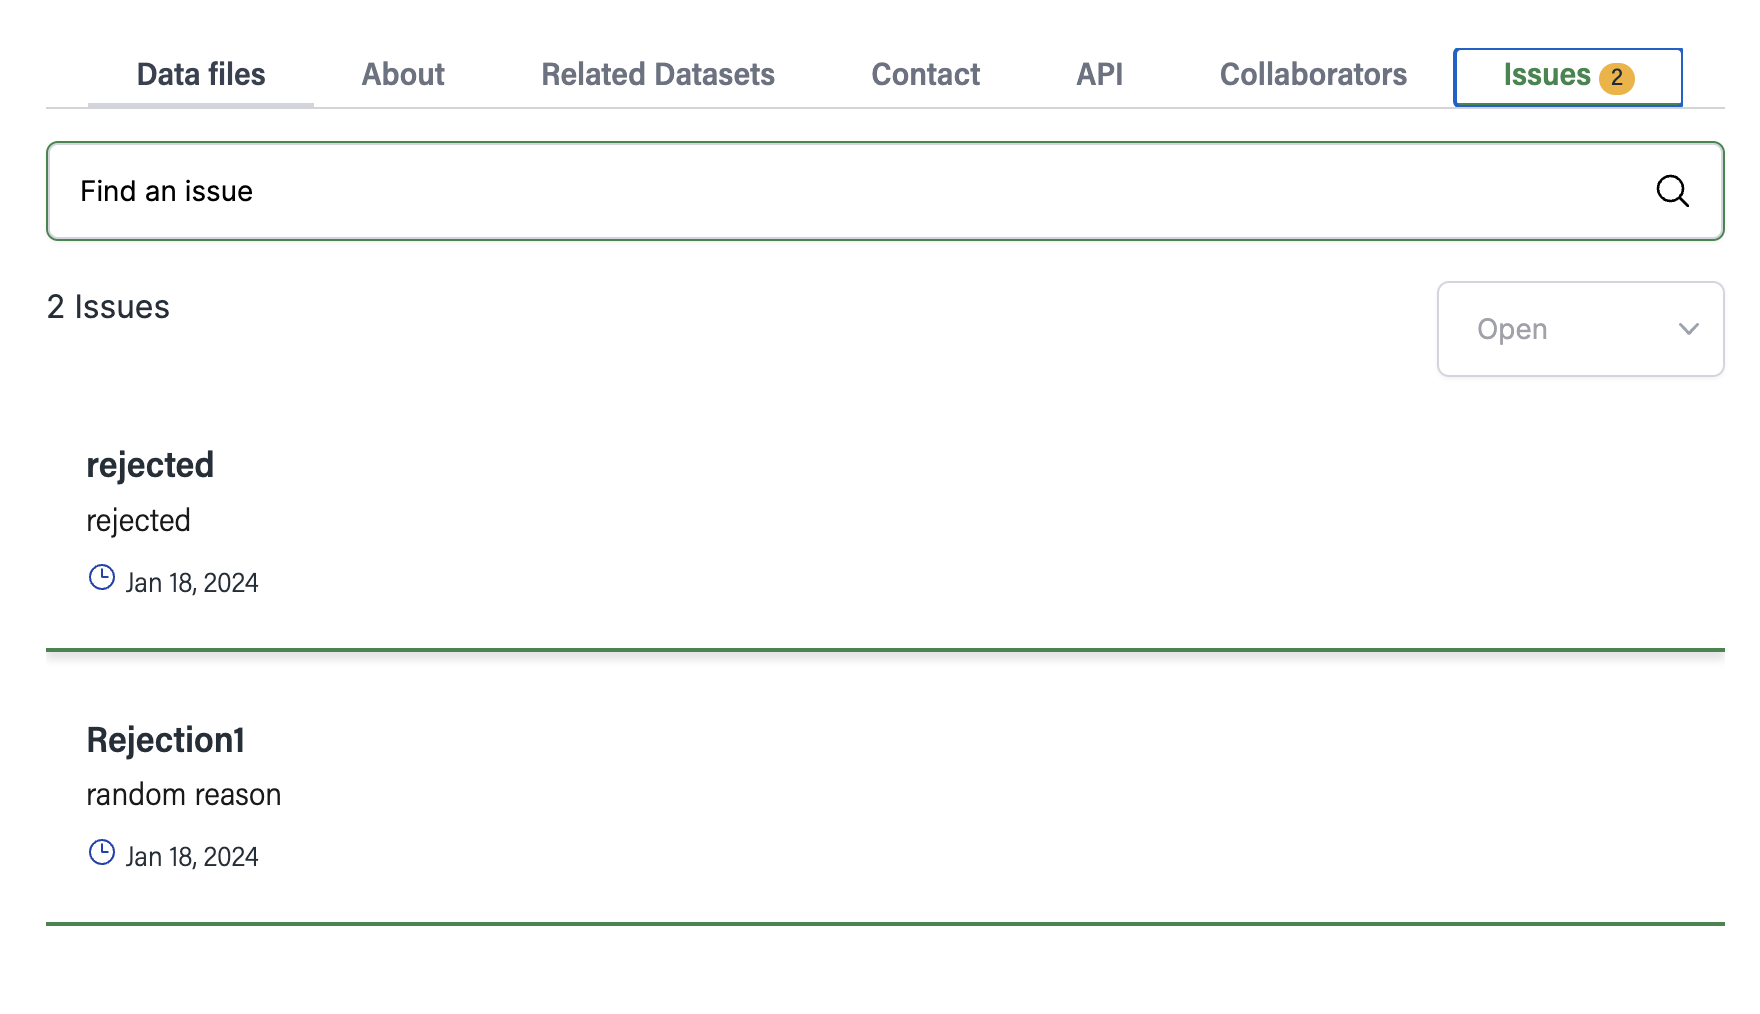 Data files About Related Datasets Contact API Collaborators Issues 2
Find an issue
2 Issues
Open
rejected
rejected
Jan 18, 2024
Rejection1
random reason
Jan 18, 2024